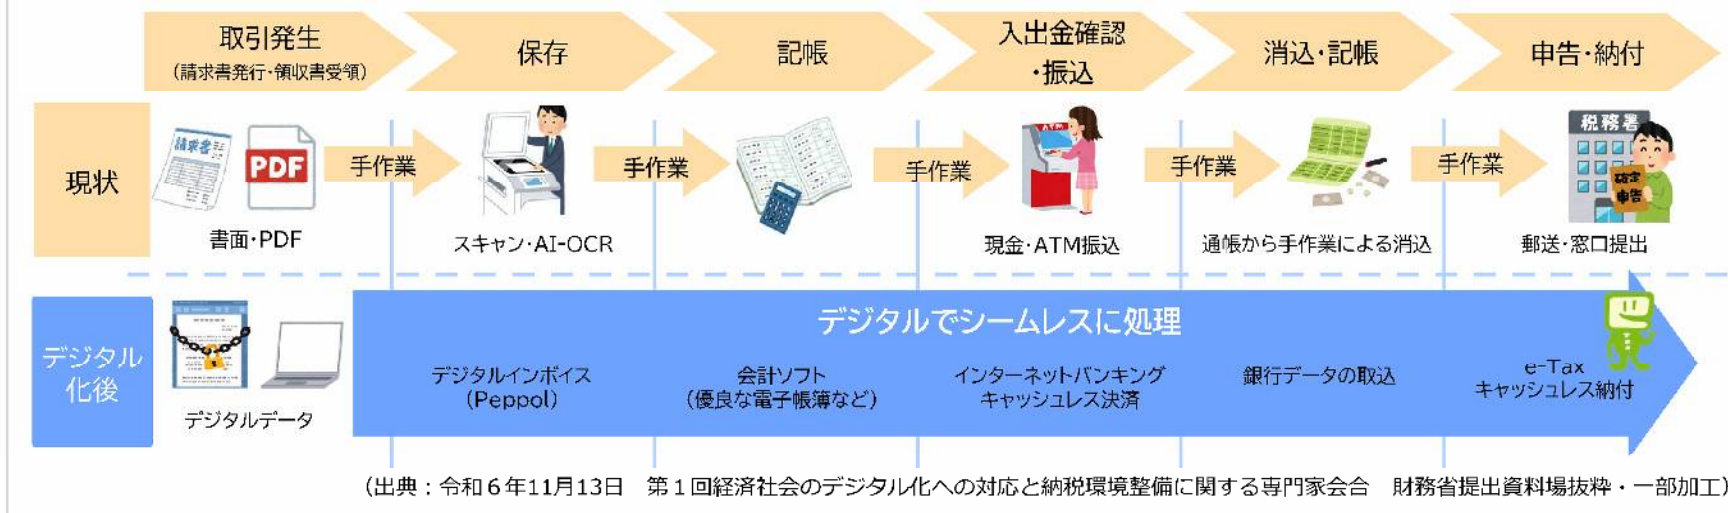 取引発生
(請求書発行・領収書受領)
保存
記帳
入出金確認
・振込
消込・記帳
申告・納付
現状
請求書
PDF
書面・PDF
手作業
スキャン・AI-OCR
手作業
手作業
ATM
現金・ATM振込
手作業
通帳から手作業による消込
手作業
税務署
確定
申告
郵送・窓口提出
デジタル
化後
デジタルデータ
デジタルでシームレスに処理
デジタルインボイス
(Peppol)
会計ソフト
(優良な電子帳簿など)
インターネットバンキング
キャッシュレス決済
銀行データの取込
e-Tax
キャッシュレス納付
(出典：令和６年11月13日　第１回経済社会のデジタル化への対応と納税環境整備に関する専門家会合　財務省提出資料場抜粋・一部加工)